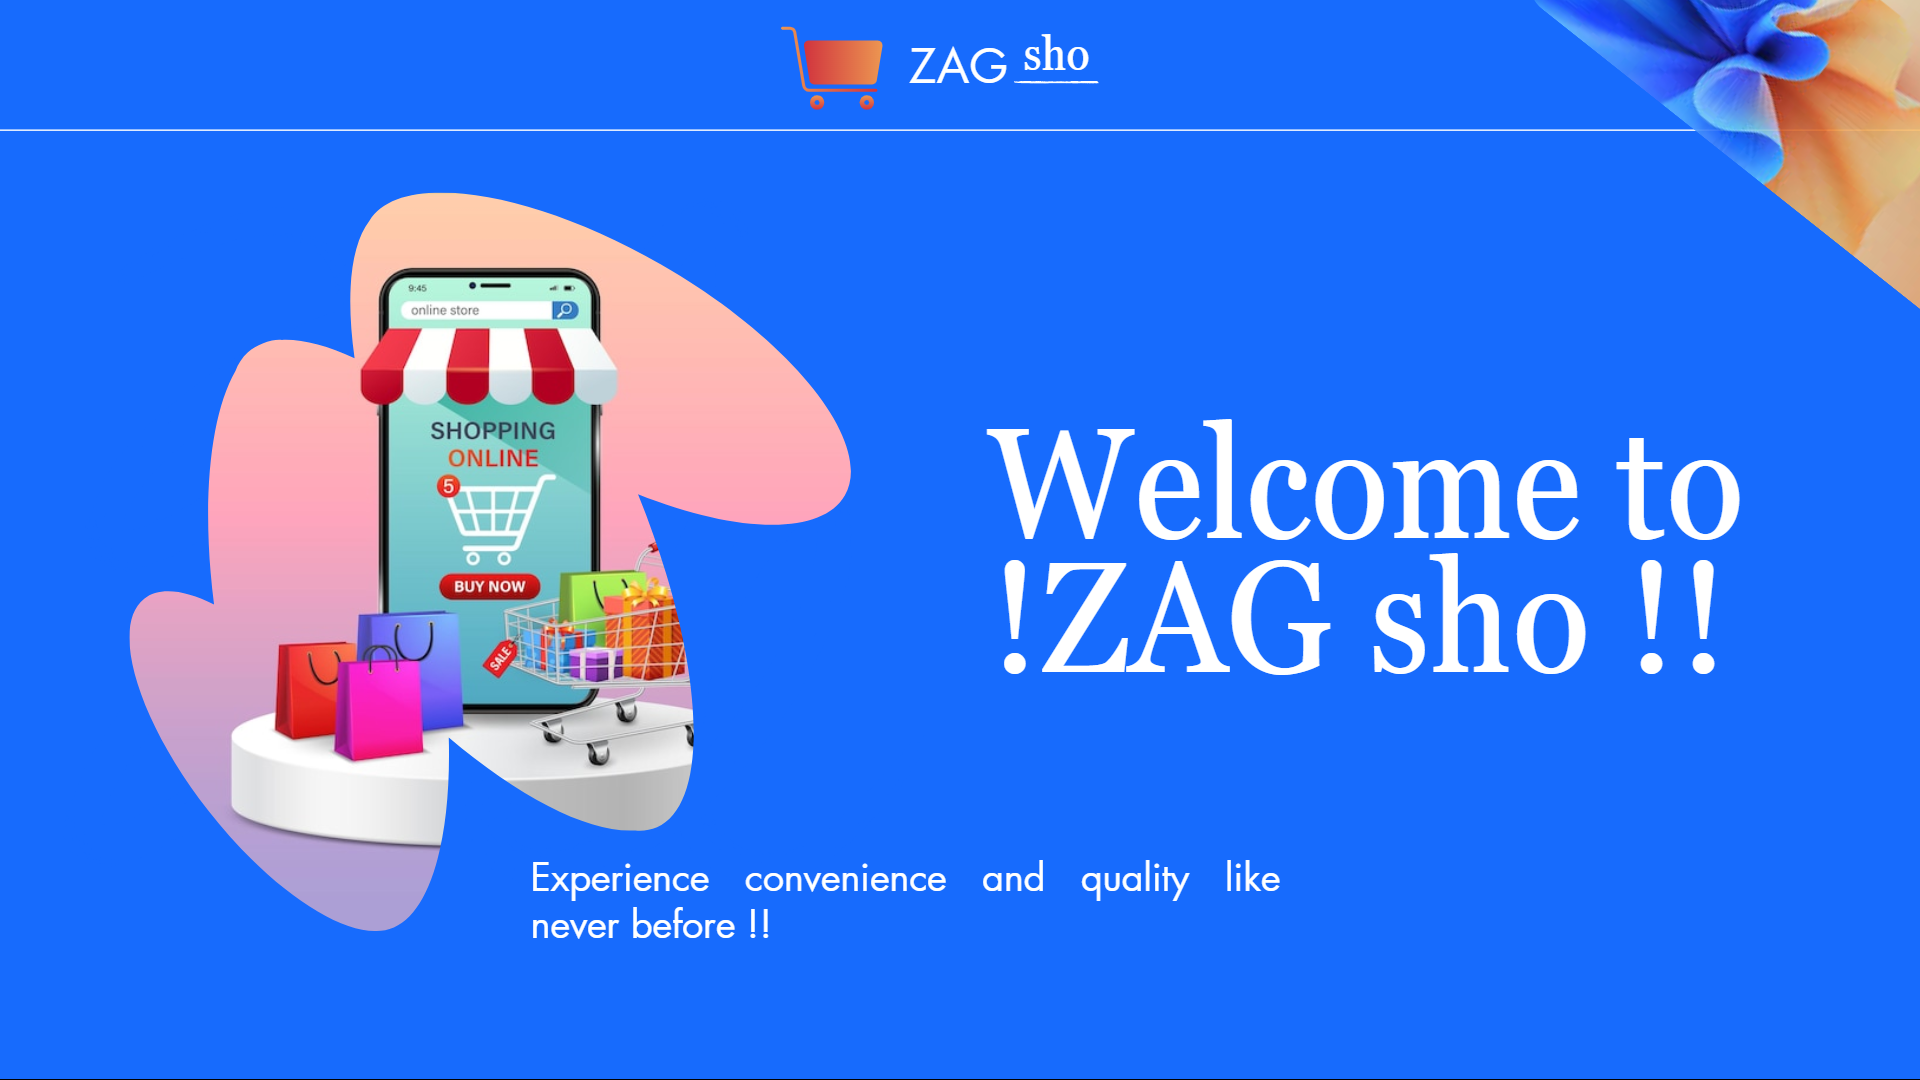 ZAG sho
9:45
online store
SHOPPING
ONLINE
5
BUY NOW
SALE
Welcome to
!ZAG sho !!
Experience convenience and quality like
never before !!